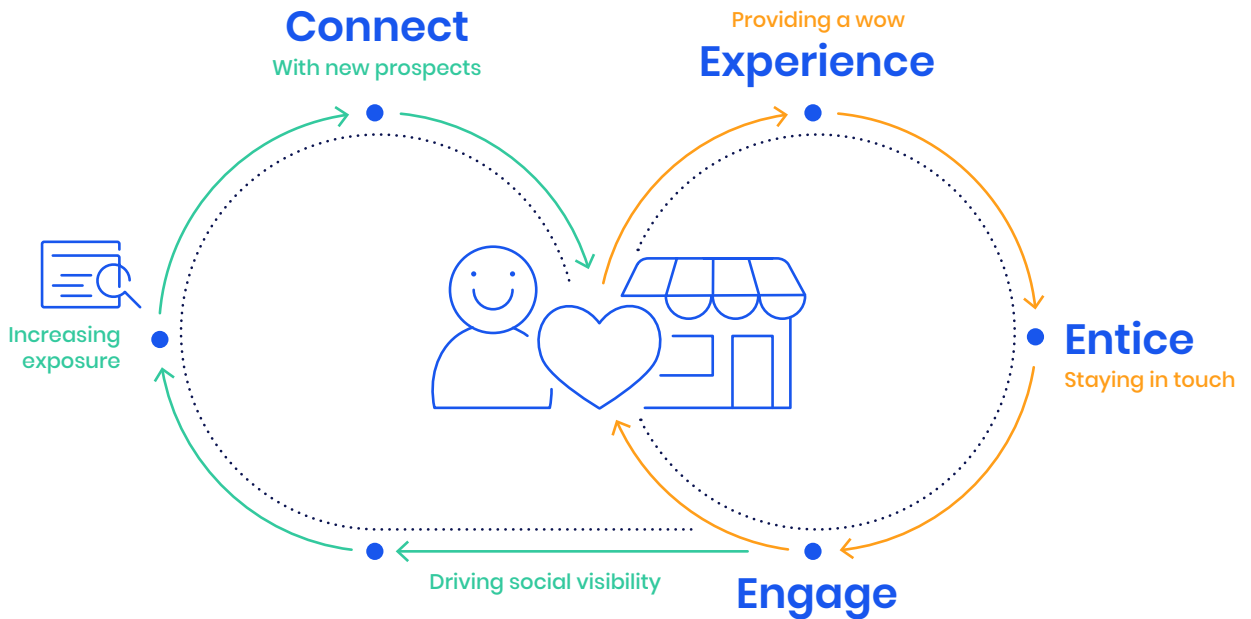 Connect
With new prospects
Providing a wow
Experience
Increasing
exposure
Entice
Staying in touch
Driving social visibility
Engage